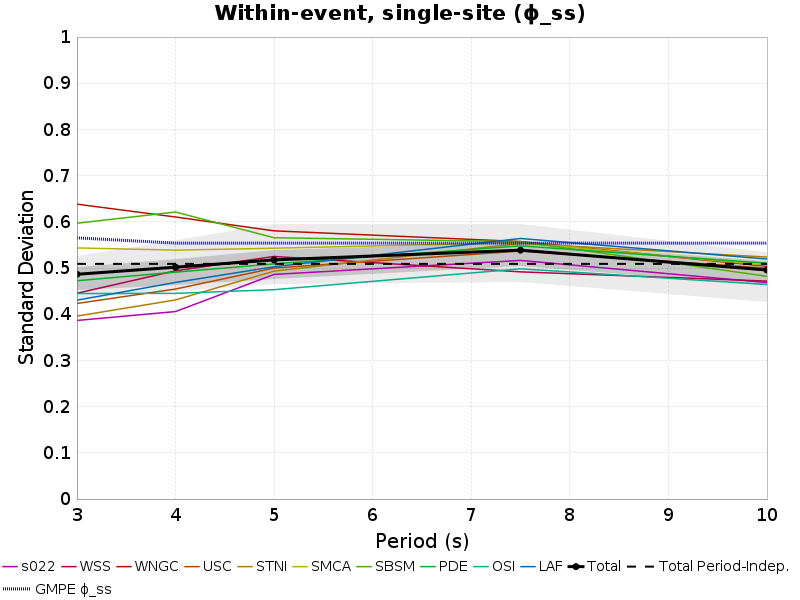 Within-event, single-site (ϕ_ss)
1
0.9
0.8
0.7
0.6
0.5
0.4
0.3
0.2
0.1
0
Standard Deviation
3 4 5 6 7 8 9 10
Period (s)
s022 WSS WNGC USC STNI SMCA SBSM PDE OSI LAF Total Total Period-Indep.
GMPE ϕ_ss